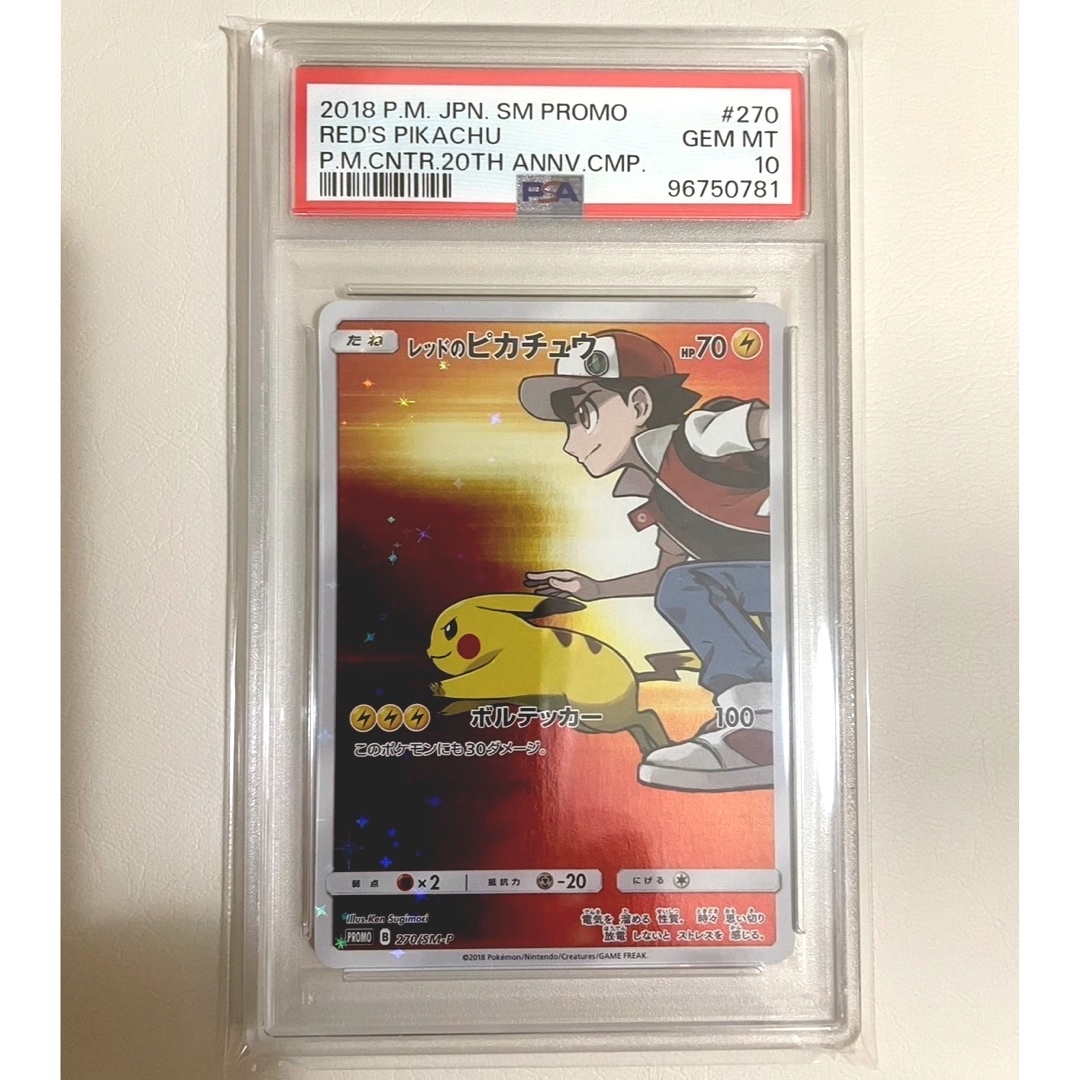 2018 P.M. JPN. SM PROMO #270
RED'S PIKACHU GEM MT
P.M.CNTR.20TH ANNV.CMP. 10
96750781
PSA
たね レッドのピカチュウ HP70
ボルテッカー 100
このポケモンにも30ダメージ。
弱点 ×2 抵抗力 -20 にげる
illus.Ken Sugimori
電気を 溜める 性質。 時々 思い切り
放電 しないと ストレスを 感じる。
PROMO B 270/SM-P
©2018 Pokémon/Nintendo/Creatures/GAME FREAK.